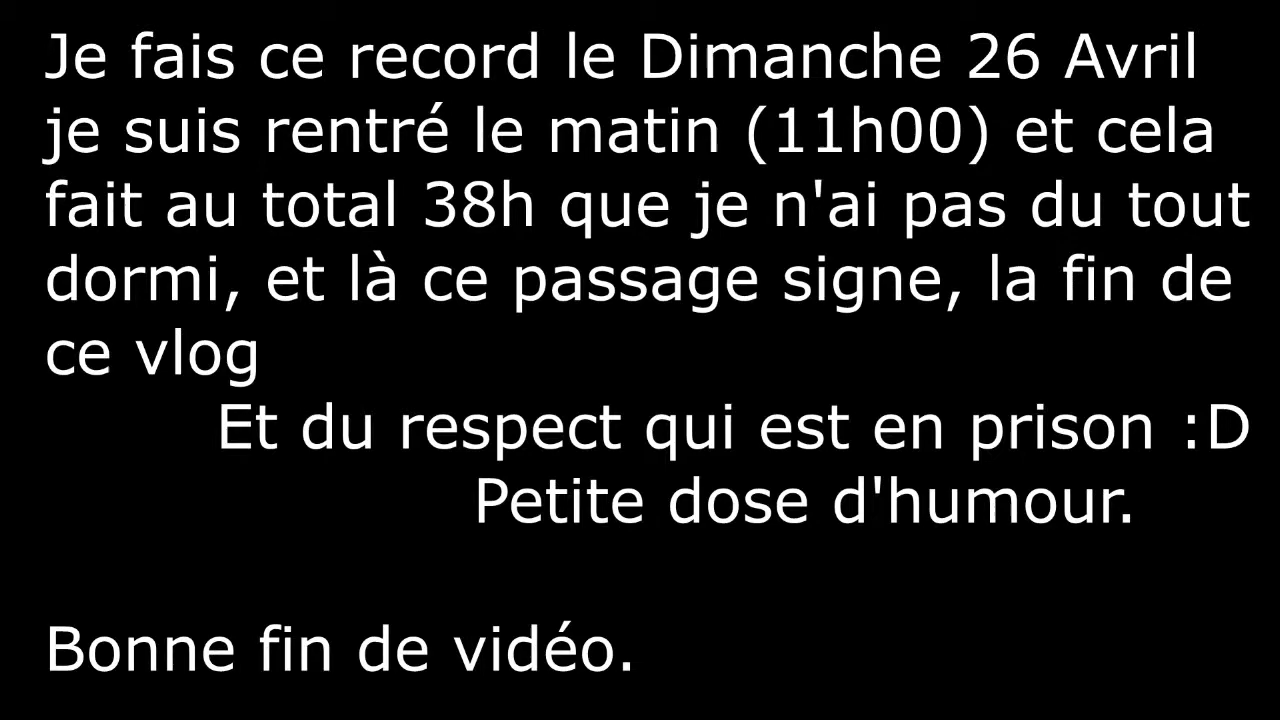 Je fais ce record le Dimanche 26 Avril
je suis rentré le matin (11h00) et cela
fait au total 38h que je n'ai pas du tout
dormi, et là ce passage signe, la fin de
ce vlog
Et du respect qui est en prison :D
Petite dose d'humour.
Bonne fin de vidéo.